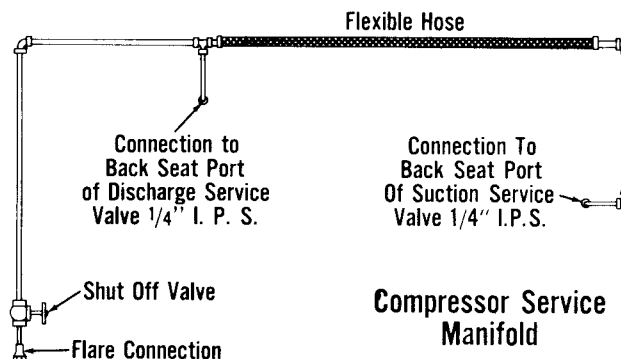 Flexible Hose
Connection to
Back Seat Port
of Discharge Service
Valve 1/4'' I. P. S.
Connection To
Back Seat Port
Of Suction Service
Valve 1/4'' I.P.S.
Shut Off Valve
Compressor Service
Manifold
Flare Connection